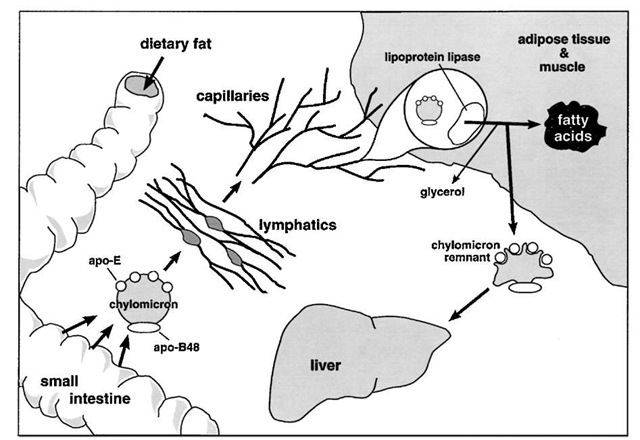 dietary fat
capillaries
lipoprotein lipase
adipose tissue
&
muscle
fatty
acids
glycerol
lymphatics
chylomicron
remnant
apo-E
chylomicron
apo-B48
liver
small
intestine